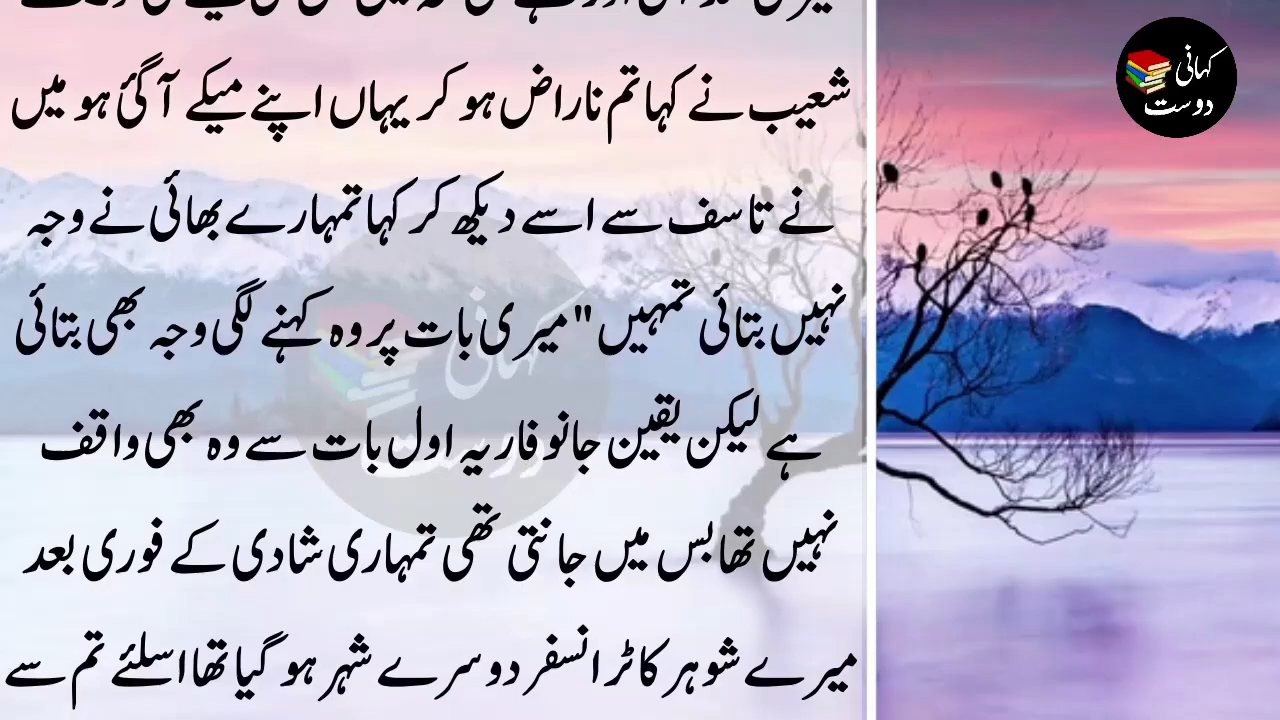 شعیب نے کہا تم ناراض ہو کر یہاں اپنے میکے آ گئ ہو میں
نے تاسف سے اسے دیکھ کر کہا تمہارے بھائی نے وجہ
نہیں بتائی تمہیں "میری بات پر وہ کہنے لگی وجہ بھی بتائی
ہے لیکن یقین جانو فاریہ اول بات سے وہ بھی واقف
نہیں تھا بس میں جانتی تھی تمہاری شادی کے فوری بعد
میرے شوہر کا ٹرانسفر دوسرے شہر ہو گیا تھا اسلئے تم سے
کہانی
دوست
کہانی
دوست